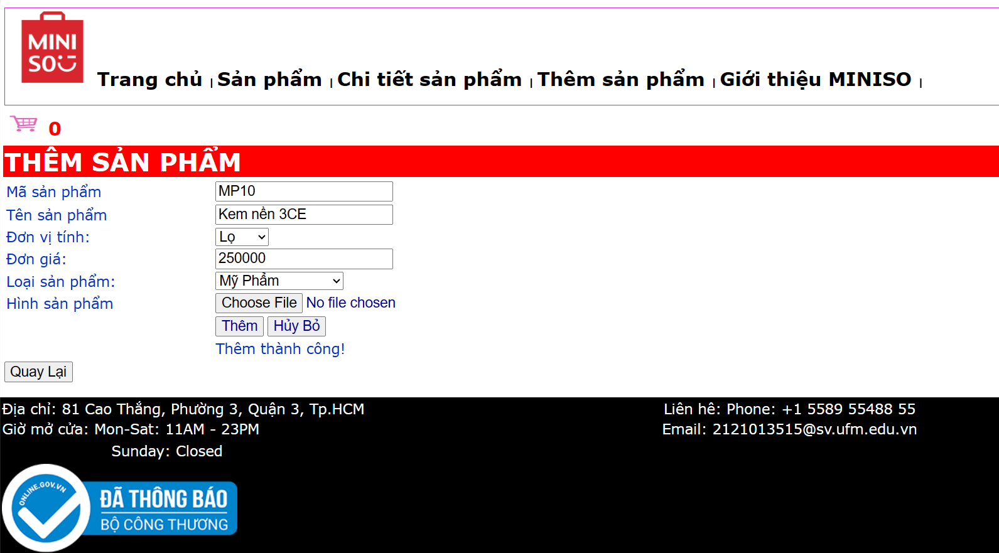 MINI
SO
Trang chủ | Sản phẩm | Chi tiết sản phẩm | Thêm sản phẩm | Giới thiệu MINISO |
0
THÊM SẢN PHẨM
Mã sản phẩm MP10
Tên sản phẩm Kem nền 3CE
Đơn vị tính: Lọ
Đơn giá: 250000
Loại sản phẩm: Mỹ Phẩm
Hình sản phẩm Choose File No file chosen
Thêm Hủy Bỏ
Thêm thành công!
Quay Lại
Địa chỉ: 81 Cao Thắng, Phường 3, Quận 3, Tp.HCM Liên hê: Phone: +1 5589 55488 55
Giờ mở cửa: Mon-Sat: 11AM - 23PM Email: 2121013515@sv.ufm.edu.vn
Sunday: Closed
ONLINE.GOV.VN
ĐÃ THÔNG BÁO
BỘ CÔNG THƯƠNG